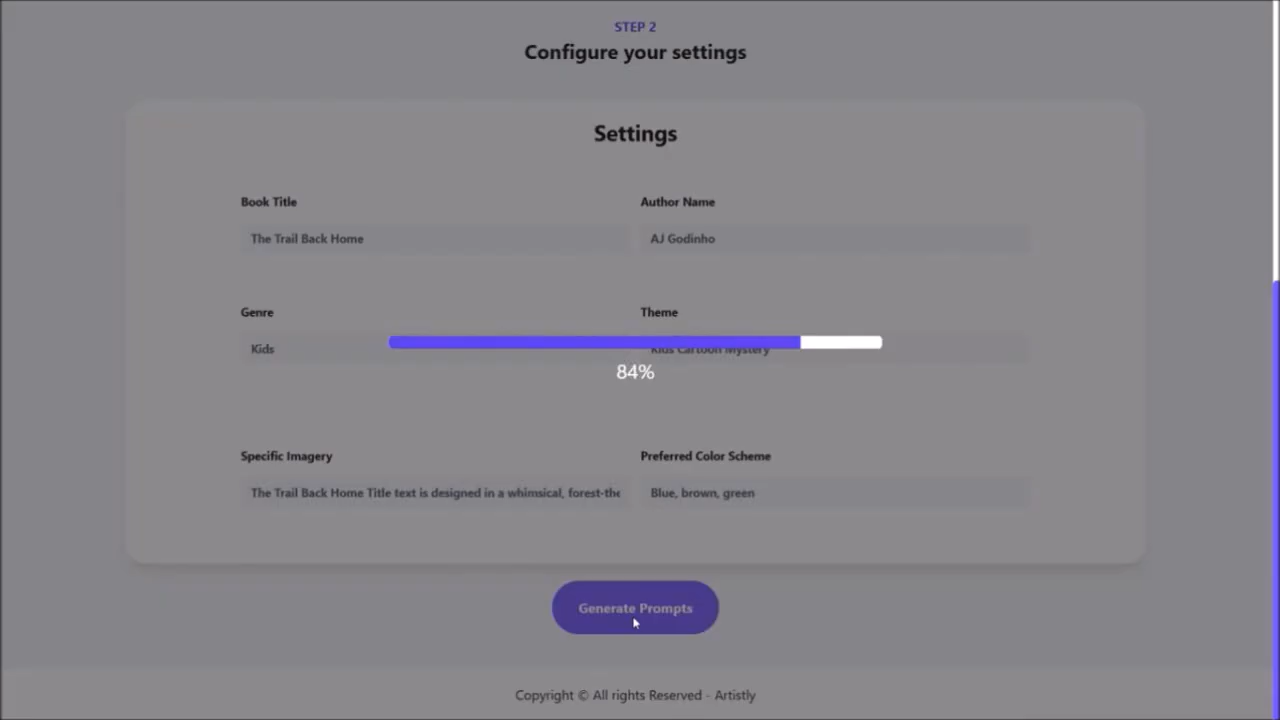 STEP 2
Configure your settings
Settings
Book Title
Author Name
The Trail Back Home
AJ Godinho
Genre
Theme
Kids
Kids Cartoon Mystery
84%
Specific Imagery
Preferred Color Scheme
The Trail Back Home Title text is designed in a whimsical, forest-the
Blue, brown, green
Generate Prompts
Copyright © All rights Reserved - Artistly